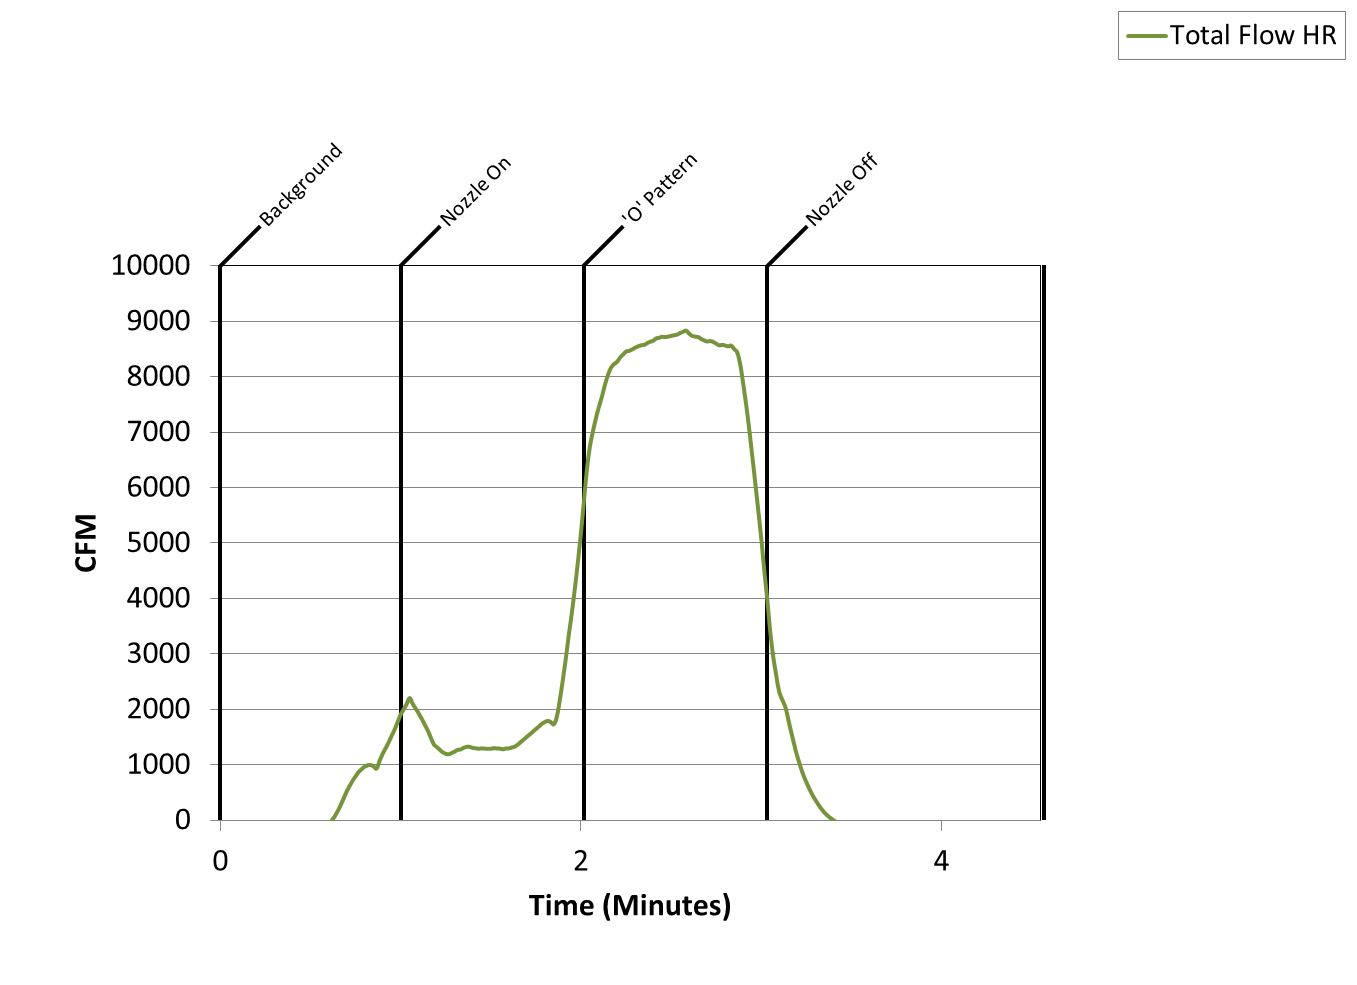 Total Flow HR
Background
Nozzle On
'O' Pattern
Nozzle Off
10000
9000
8000
7000
6000
5000
4000
3000
2000
1000
0
CFM
0
2
4
Time (Minutes)